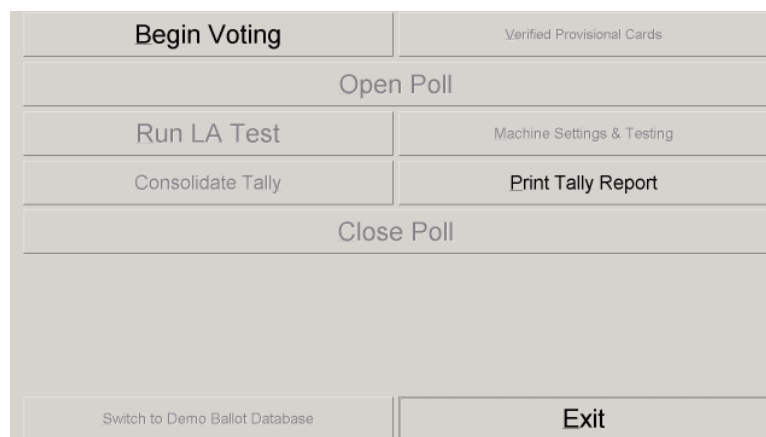 Begin Voting
Verified Provisional Cards
Open Poll
Run LA Test
Machine Settings & Testing
Consolidate Tally
Print Tally Report
Close Poll
Switch to Demo Ballot Database
Exit